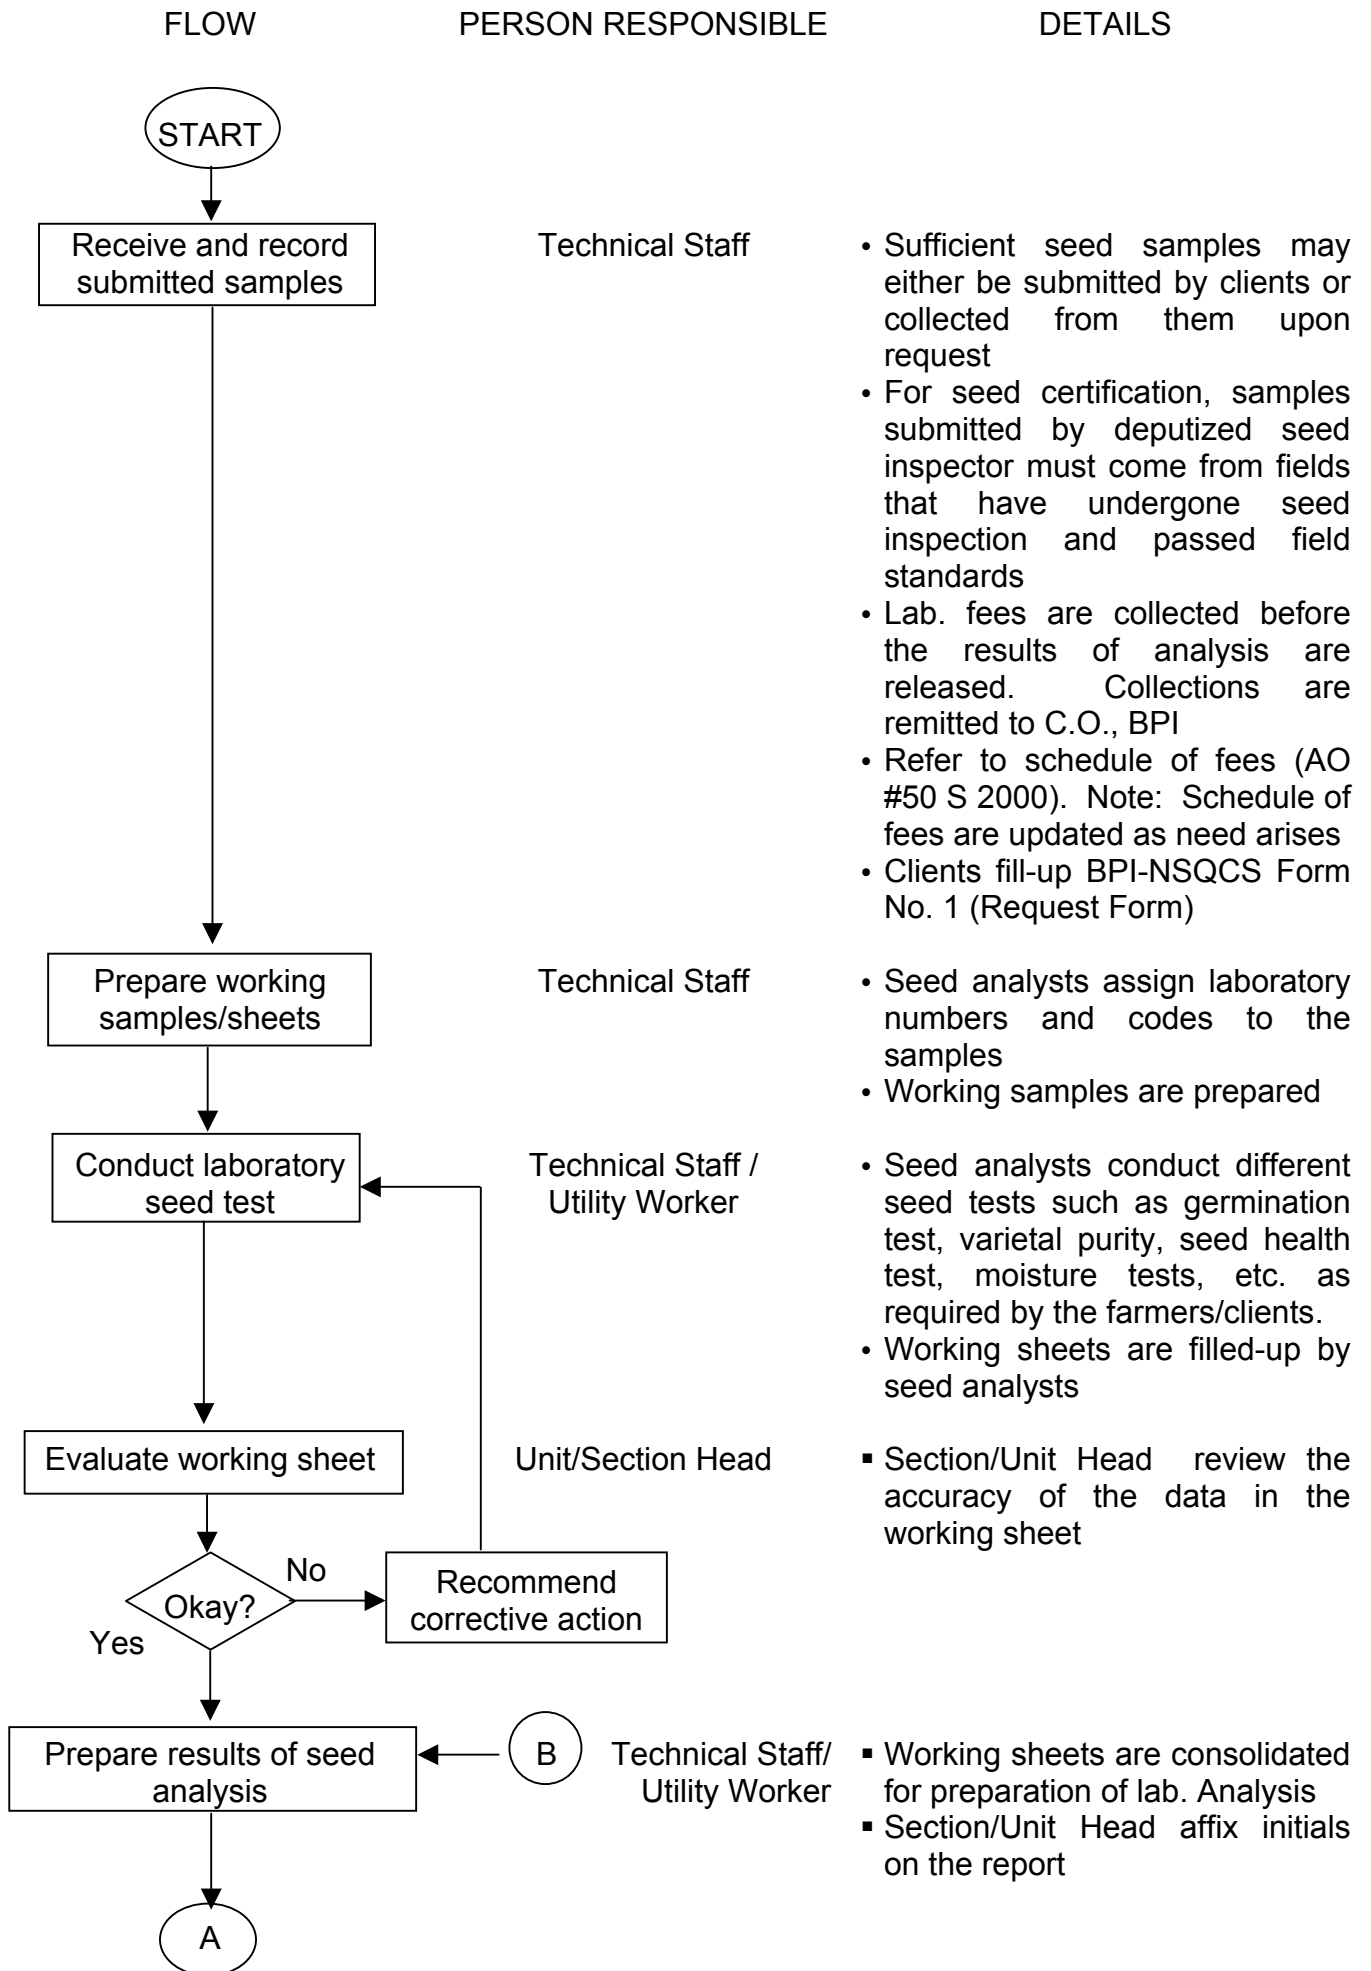 FLOW PERSON RESPONSIBLE DETAILS
START
Receive and record
submitted samples
Technical Staff
• Sufficient seed samples may
either be submitted by clients or
collected from them upon
request
• For seed certification, samples
submitted by deputized seed
inspector must come from fields
that have undergone seed
inspection and passed field
standards
• Lab. fees are collected before
the results of analysis are
released. Collections are
remitted to C.O., BPI
• Refer to schedule of fees (AO
#50 S 2000). Note: Schedule of
fees are updated as need arises
• Clients fill-up BPI-NSQCS Form
No. 1 (Request Form)
Prepare working
samples/sheets
Technical Staff
• Seed analysts assign laboratory
numbers and codes to the
samples
• Working samples are prepared
Conduct laboratory
seed test
Technical Staff /
Utility Worker
• Seed analysts conduct different
seed tests such as germination
test, varietal purity, seed health
test, moisture tests, etc. as
required by the farmers/clients.
• Working sheets are filled-up by
seed analysts
Evaluate working sheet
Unit/Section Head
▪ Section/Unit Head review the
accuracy of the data in the
working sheet
Okay?
No
Yes
Recommend
corrective action
Prepare results of seed
analysis
B
Technical Staff/
Utility Worker
▪ Working sheets are consolidated
for preparation of lab. Analysis
▪ Section/Unit Head affix initials
on the report
A